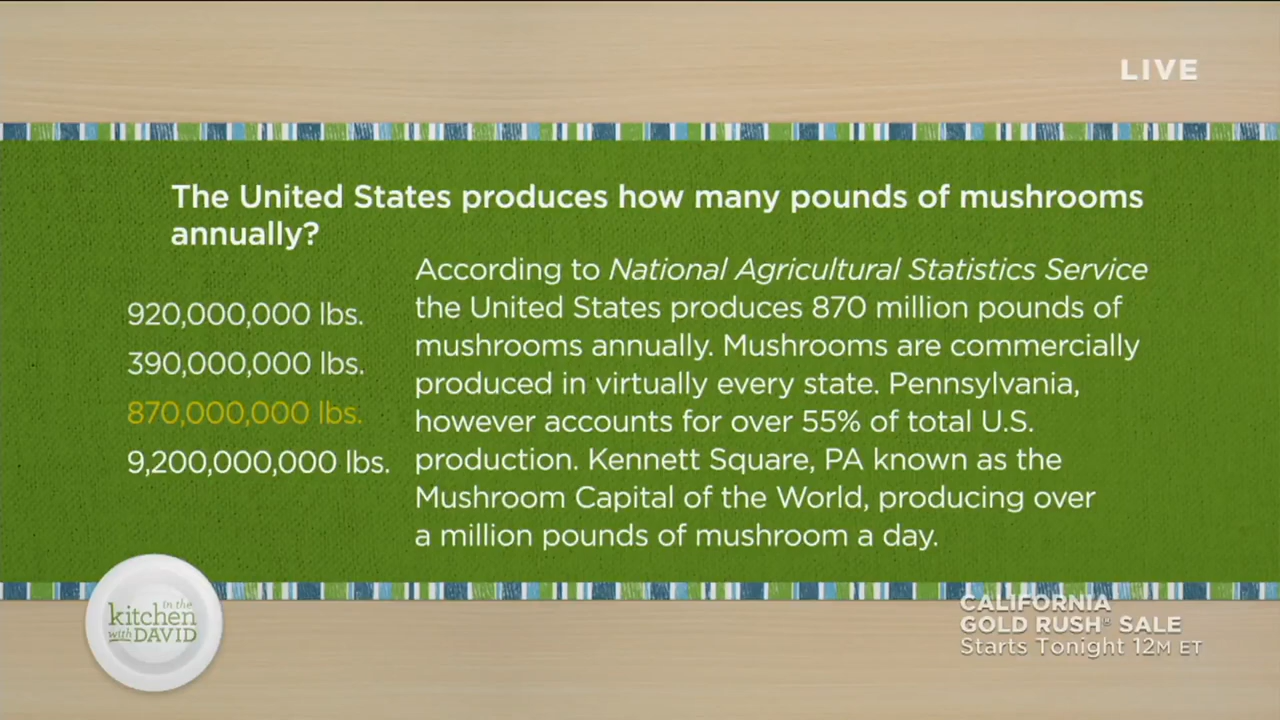 LIVE
The United States produces how many pounds of mushrooms
annually?
920,000,000 lbs.
390,000,000 lbs.
870,000,000 lbs.
9,200,000,000 lbs.
According to National Agricultural Statistics Service
the United States produces 870 million pounds of
mushrooms annually. Mushrooms are commercially
produced in virtually every state. Pennsylvania,
however accounts for over 55% of total U.S.
production. Kennett Square, PA known as the
Mushroom Capital of the World, producing over
a million pounds of mushroom a day.
in the
kitchen
with DAVID
CALIFORNIA
GOLD RUSH® SALE
Starts Tonight 12M ET